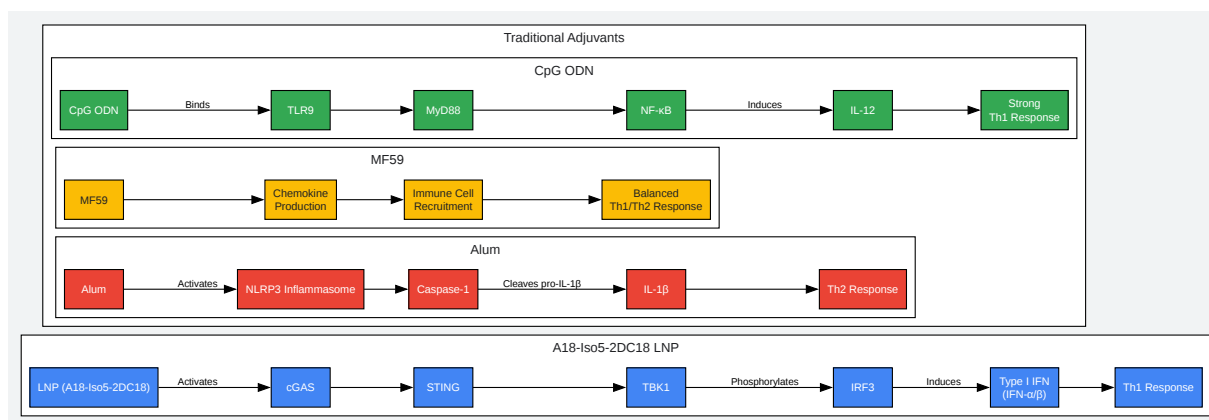 Traditional Adjuvants
CpG ODN
CpG ODN
Binds
TLR9
MyD88
NF-κB
Induces
IL-12
Strong
Th1 Response
MF59
MF59
Chemokine
Production
Immune Cell
Recruitment
Balanced
Th1/Th2 Response
Alum
Alum
Activates
NLRP3 Inflammasome
Caspase-1
Cleaves pro-IL-1β
IL-1β
Th2 Response
A18-Iso5-2DC18 LNP
LNP (A18-Iso5-2DC18)
Activates
cGAS
STING
TBK1
Phosphorylates
IRF3
Induces
Type I IFN
(IFN-α/β)
Th1 Response